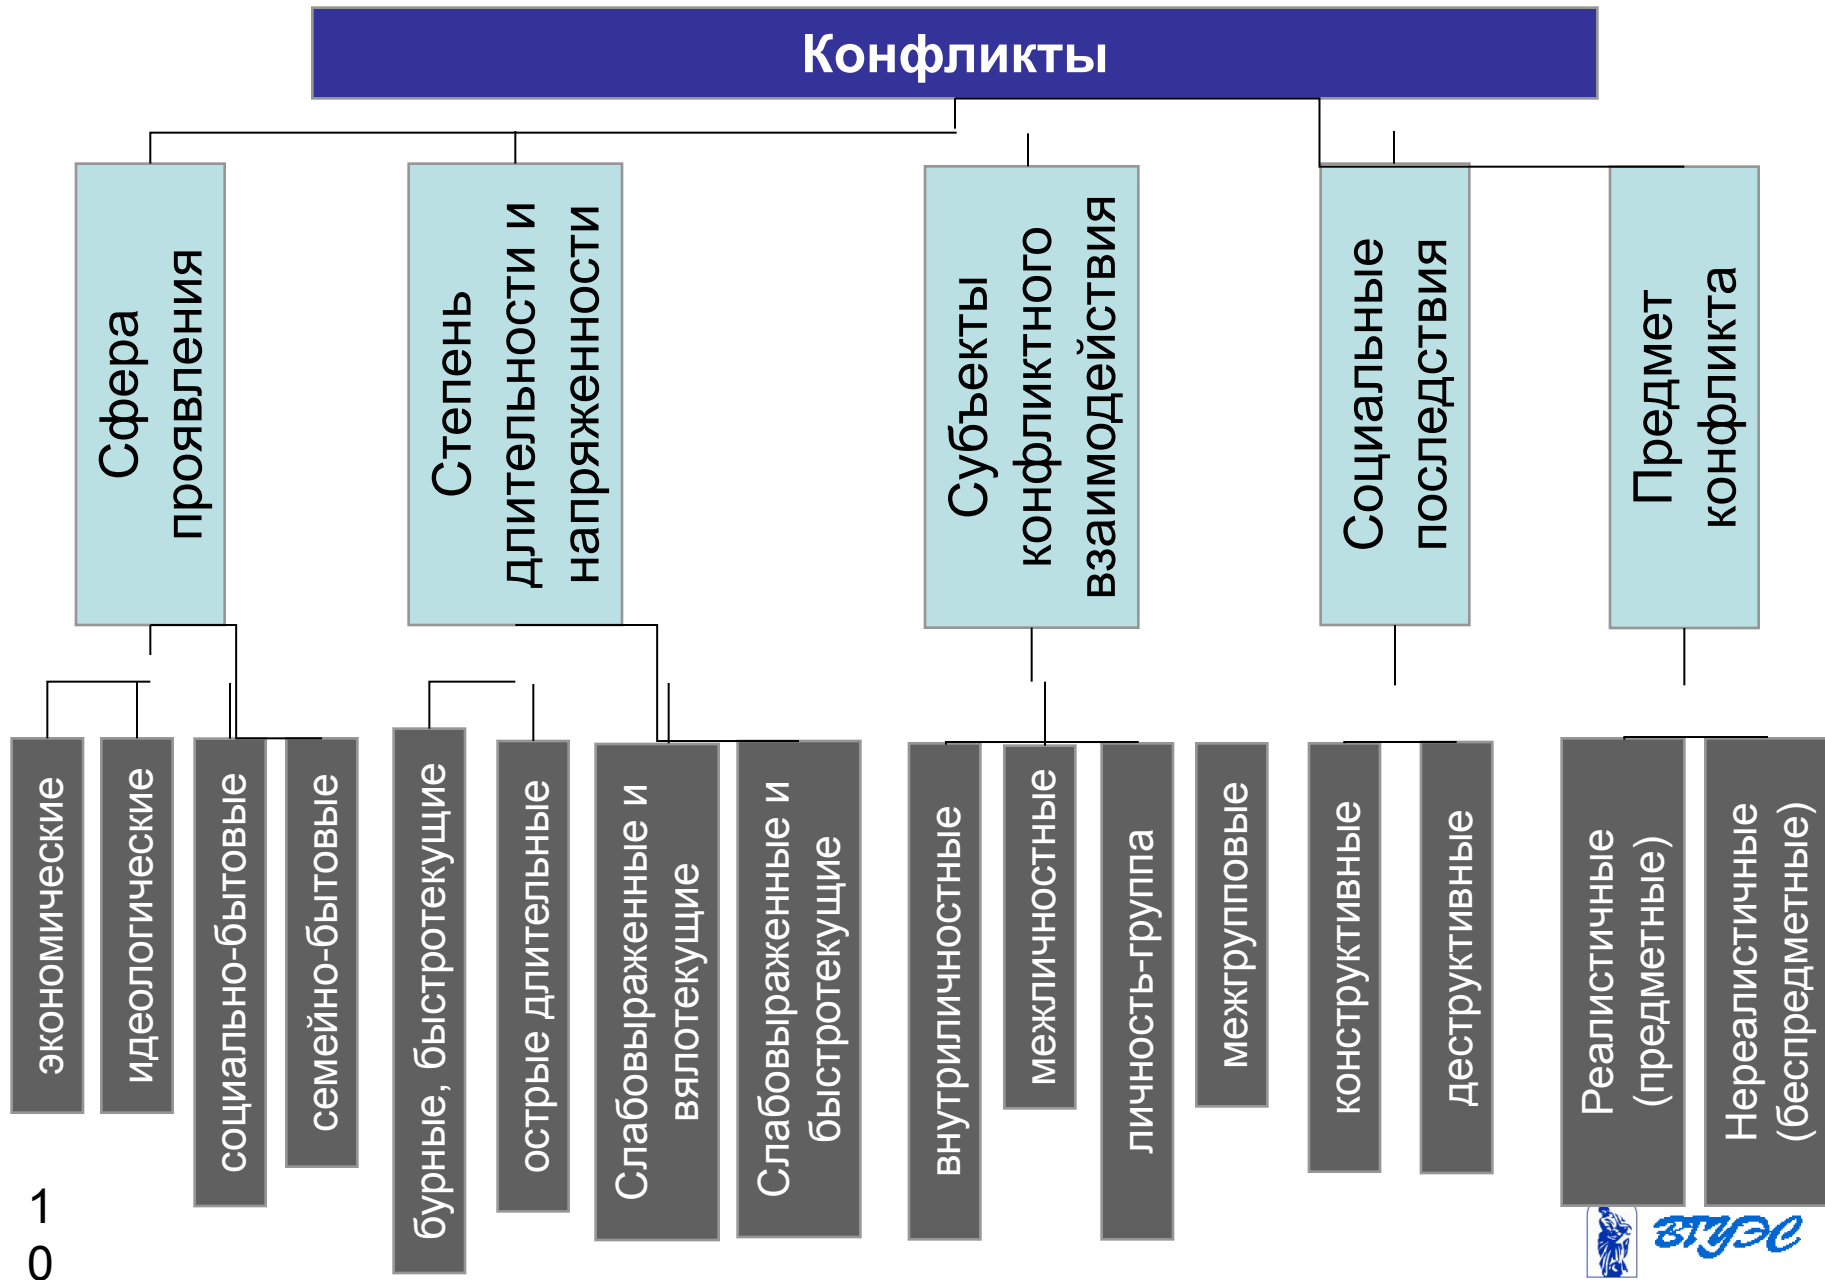 Конфликты
Сфера
проявления
Степень
длительности и
напряженности
Субъекты
конфликтного
взаимодействия
Социальные
последствия
Предмет
конфликта
экономические
идеологические
социально-бытовые
семейно-бытовые
бурные, быстротекущие
острые длительные
Слабовыраженные и
вялотекущие
Слабовыраженные и
быстротекущие
внутриличностные
межличностные
личность-группа
межгрупповые
конструктивные
деструктивные
Реалистичные
(предметные)
Нереалистичные
(беспредметные)
1
0
ВГУЭС